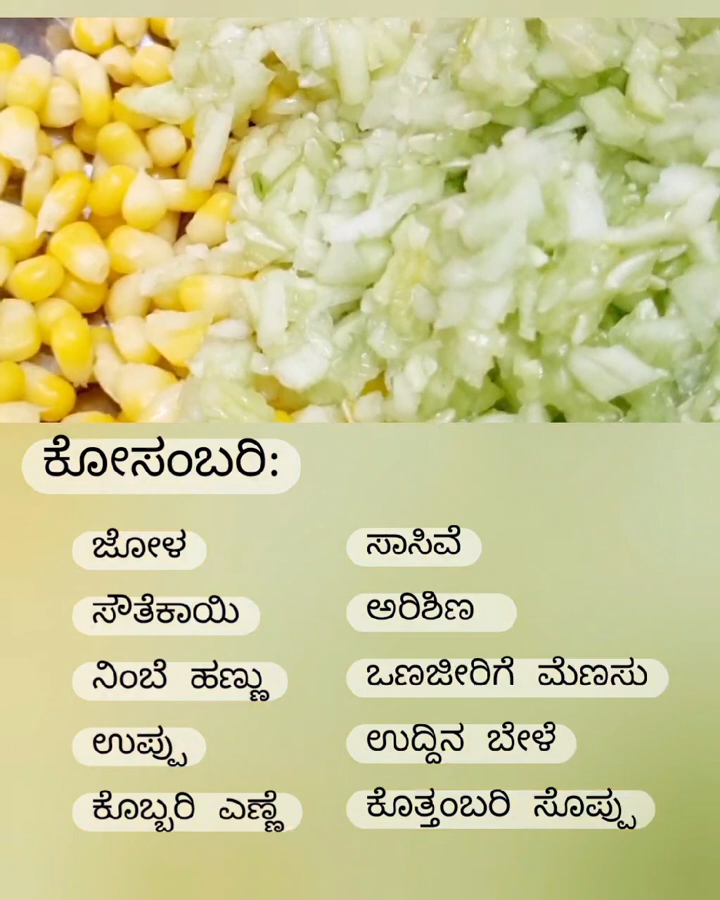 ಕೋಸಂಬರಿ:
ಜೋಳ
ಸೌತೆಕಾಯಿ
ನಿಂಬೆ ಹಣ್ಣು
ಉಪ್ಪು
ಕೊಬ್ಬರಿ ಎಣ್ಣೆ
ಸಾಸಿವೆ
ಅರಿಶಿಣ
ಒಣಜೀರಿಗೆ ಮೆಣಸು
ಉದ್ದಿನ ಬೇಳೆ
ಕೊತ್ತಂಬರಿ ಸೊಪ್ಪು